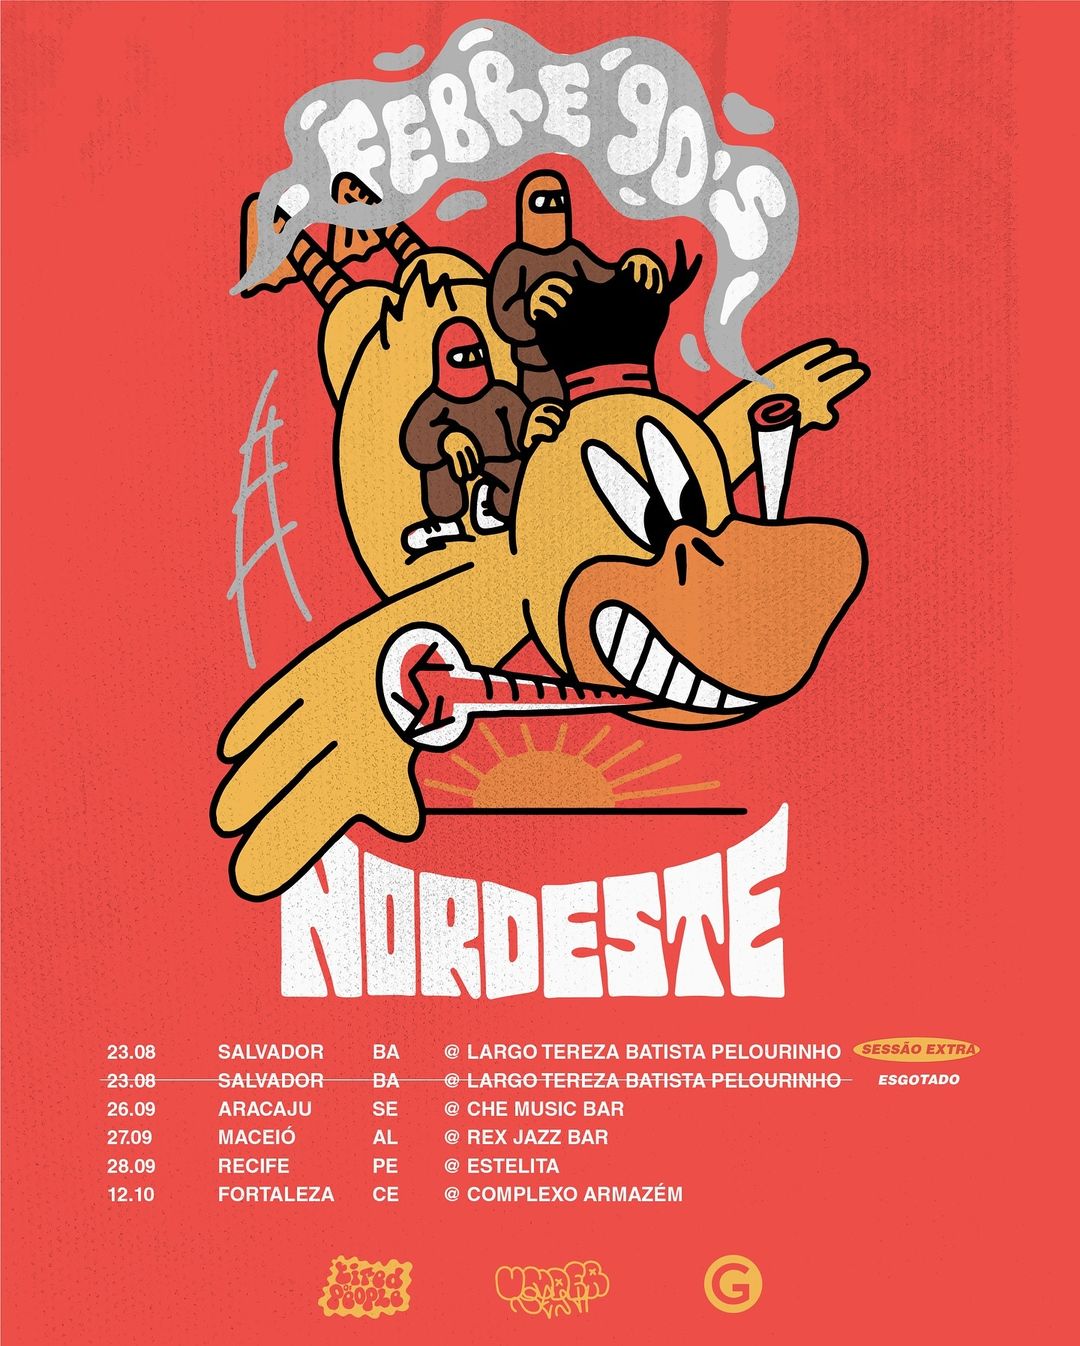 FEBRE 90'S
NORDESTE
23.08 SALVADOR BA @ LARGO TEREZA BATISTA PELOURINHO SESSÃO EXTRA
23.08 SALVADOR BA @ LARGO TEREZA BATISTA PELOURINHO ESGOTADO
26.09 ARACAJU SE @ CHE MUSIC BAR
27.09 MACEIÓ AL @ REX JAZZ BAR
28.09 RECIFE PE @ ESTELITA
12.10 FORTALEZA CE @ COMPLEXO ARMAZÉM
tired
of
People
G